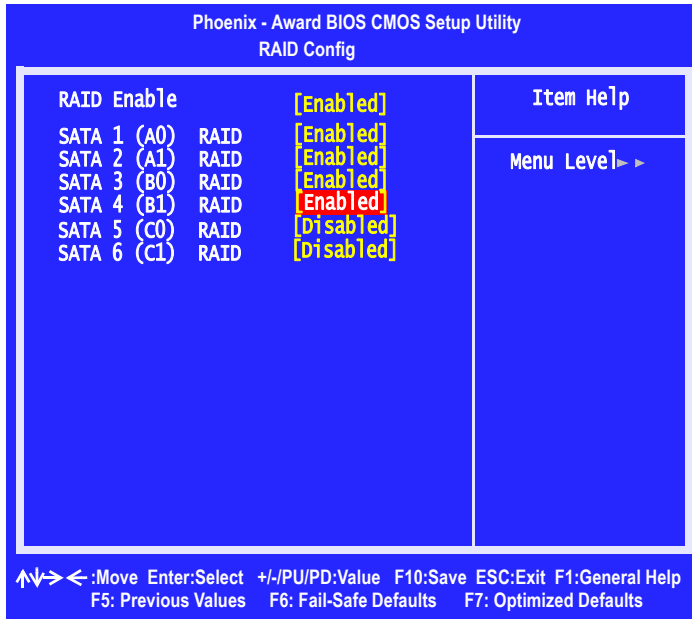 Phoenix - Award BIOS CMOS Setup Utility
RAID Config
RAID Enable [Enabled]
SATA 1 (A0) RAID [Enabled]
SATA 2 (A1) RAID [Enabled]
SATA 3 (B0) RAID [Enabled]
SATA 4 (B1) RAID [Enabled]
SATA 5 (C0) RAID [Disabled]
SATA 6 (C1) RAID [Disabled]
Item Help
Menu Level► ►
↑↓→ ←:Move Enter:Select +/-/PU/PD:Value F10:Save ESC:Exit F1:General Help
F5: Previous Values F6: Fail-Safe Defaults F7: Optimized Defaults